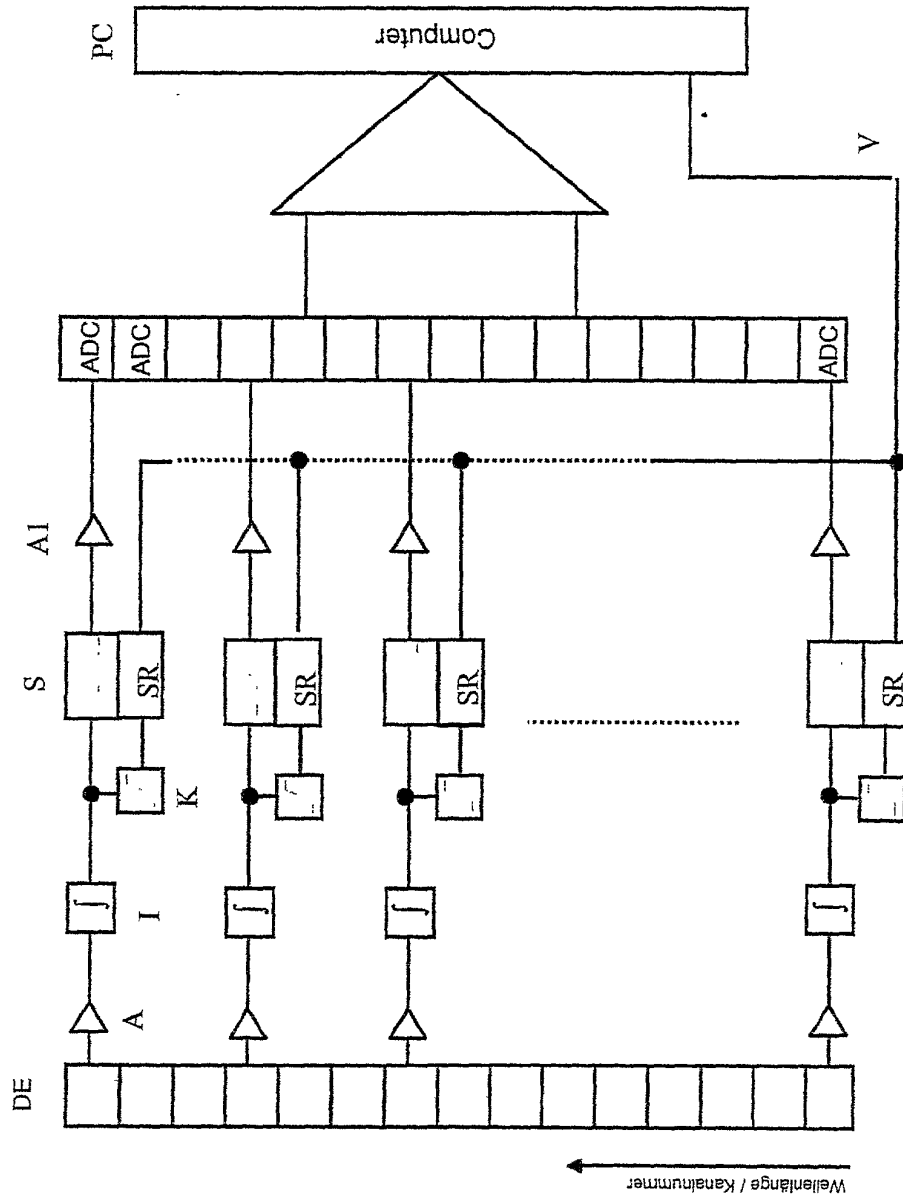 PC
Computer
V
ADC
ADC
ADC
A1
S
SR
SR
SR
SR
K
I
∫
∫
∫
∫
A
DE
Wellenlänge / Kanalnummer